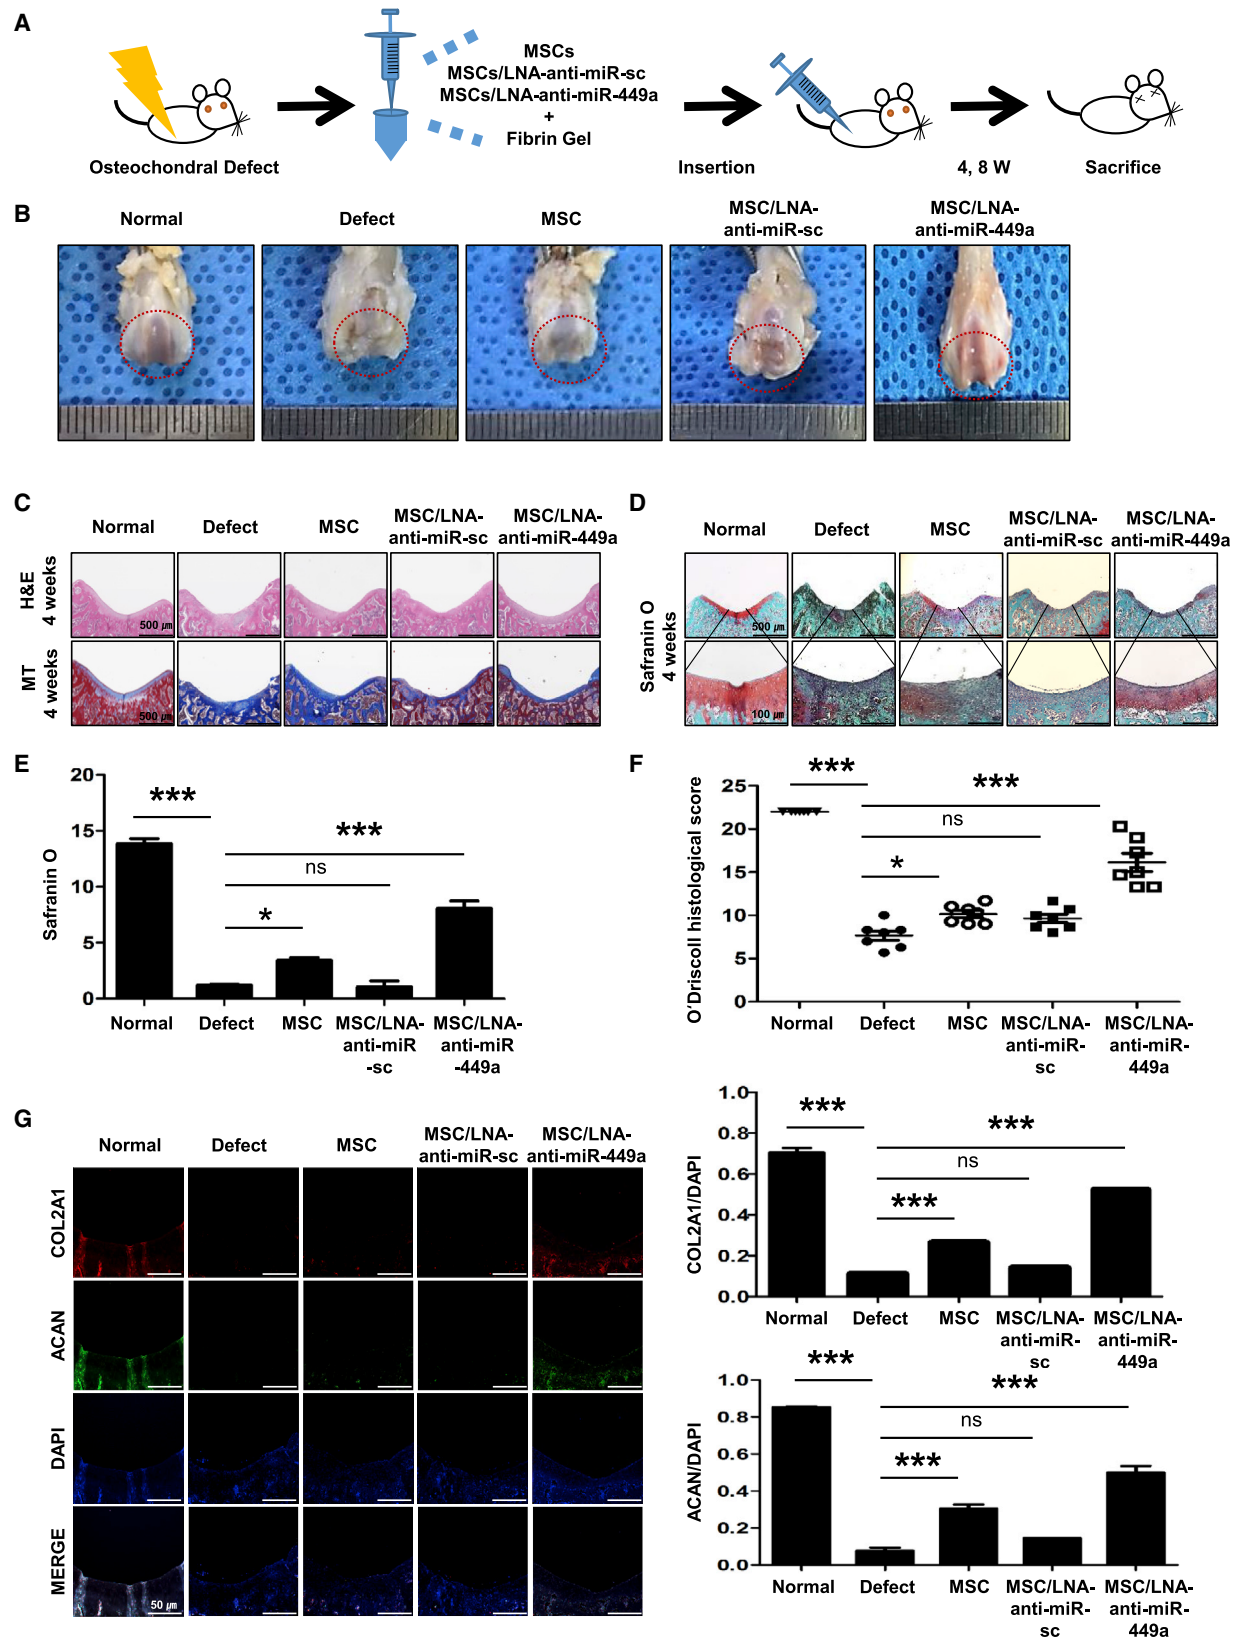 A
MSCs
MSCs/LNA-anti-miR-sc
MSCs/LNA-anti-miR-449a
+
Fibrin Gel
Osteochondral Defect
Insertion
4, 8 W
Sacrifice
B
Normal
Defect
MSC
MSC/LNA-
anti-miR-sc
MSC/LNA-
anti-miR-449a
C
Normal
Defect
MSC
MSC/LNA-
anti-miR-sc
MSC/LNA-
anti-miR-449a
H&E
4 weeks
500 μm
MT
4 weeks
500 μm
D
Normal
Defect
MSC
MSC/LNA-
anti-miR-sc
MSC/LNA-
anti-miR-449a
Safranin O
4 weeks
500 μm
100 μm
E
Safranin O
20
15
10
5
0
***
***
ns
*
Normal
Defect
MSC
MSC/LNA-
anti-miR
-sc
MSC/LNA-
anti-miR
-449a
F
O'Driscoll histological score
25
20
15
10
5
0
***
***
ns
*
Normal
Defect
MSC
MSC/LNA-
anti-miR-
sc
MSC/LNA-
anti-miR-
449a
G
Normal
Defect
MSC
MSC/LNA-
anti-miR-sc
MSC/LNA-
anti-miR-449a
COL2A1
ACAN
DAPI
MERGE
50 μm
COL2A1/DAPI
1.0
0.8
0.6
0.4
0.2
0.0
***
***
ns
***
Normal
Defect
MSC
MSC/LNA-
anti-miR-
sc
MSC/LNA-
anti-miR-
449a
ACAN/DAPI
1.0
0.8
0.6
0.4
0.2
0.0
***
***
ns
***
Normal
Defect
MSC
MSC/LNA-
anti-miR-
sc
MSC/LNA-
anti-miR-
449a